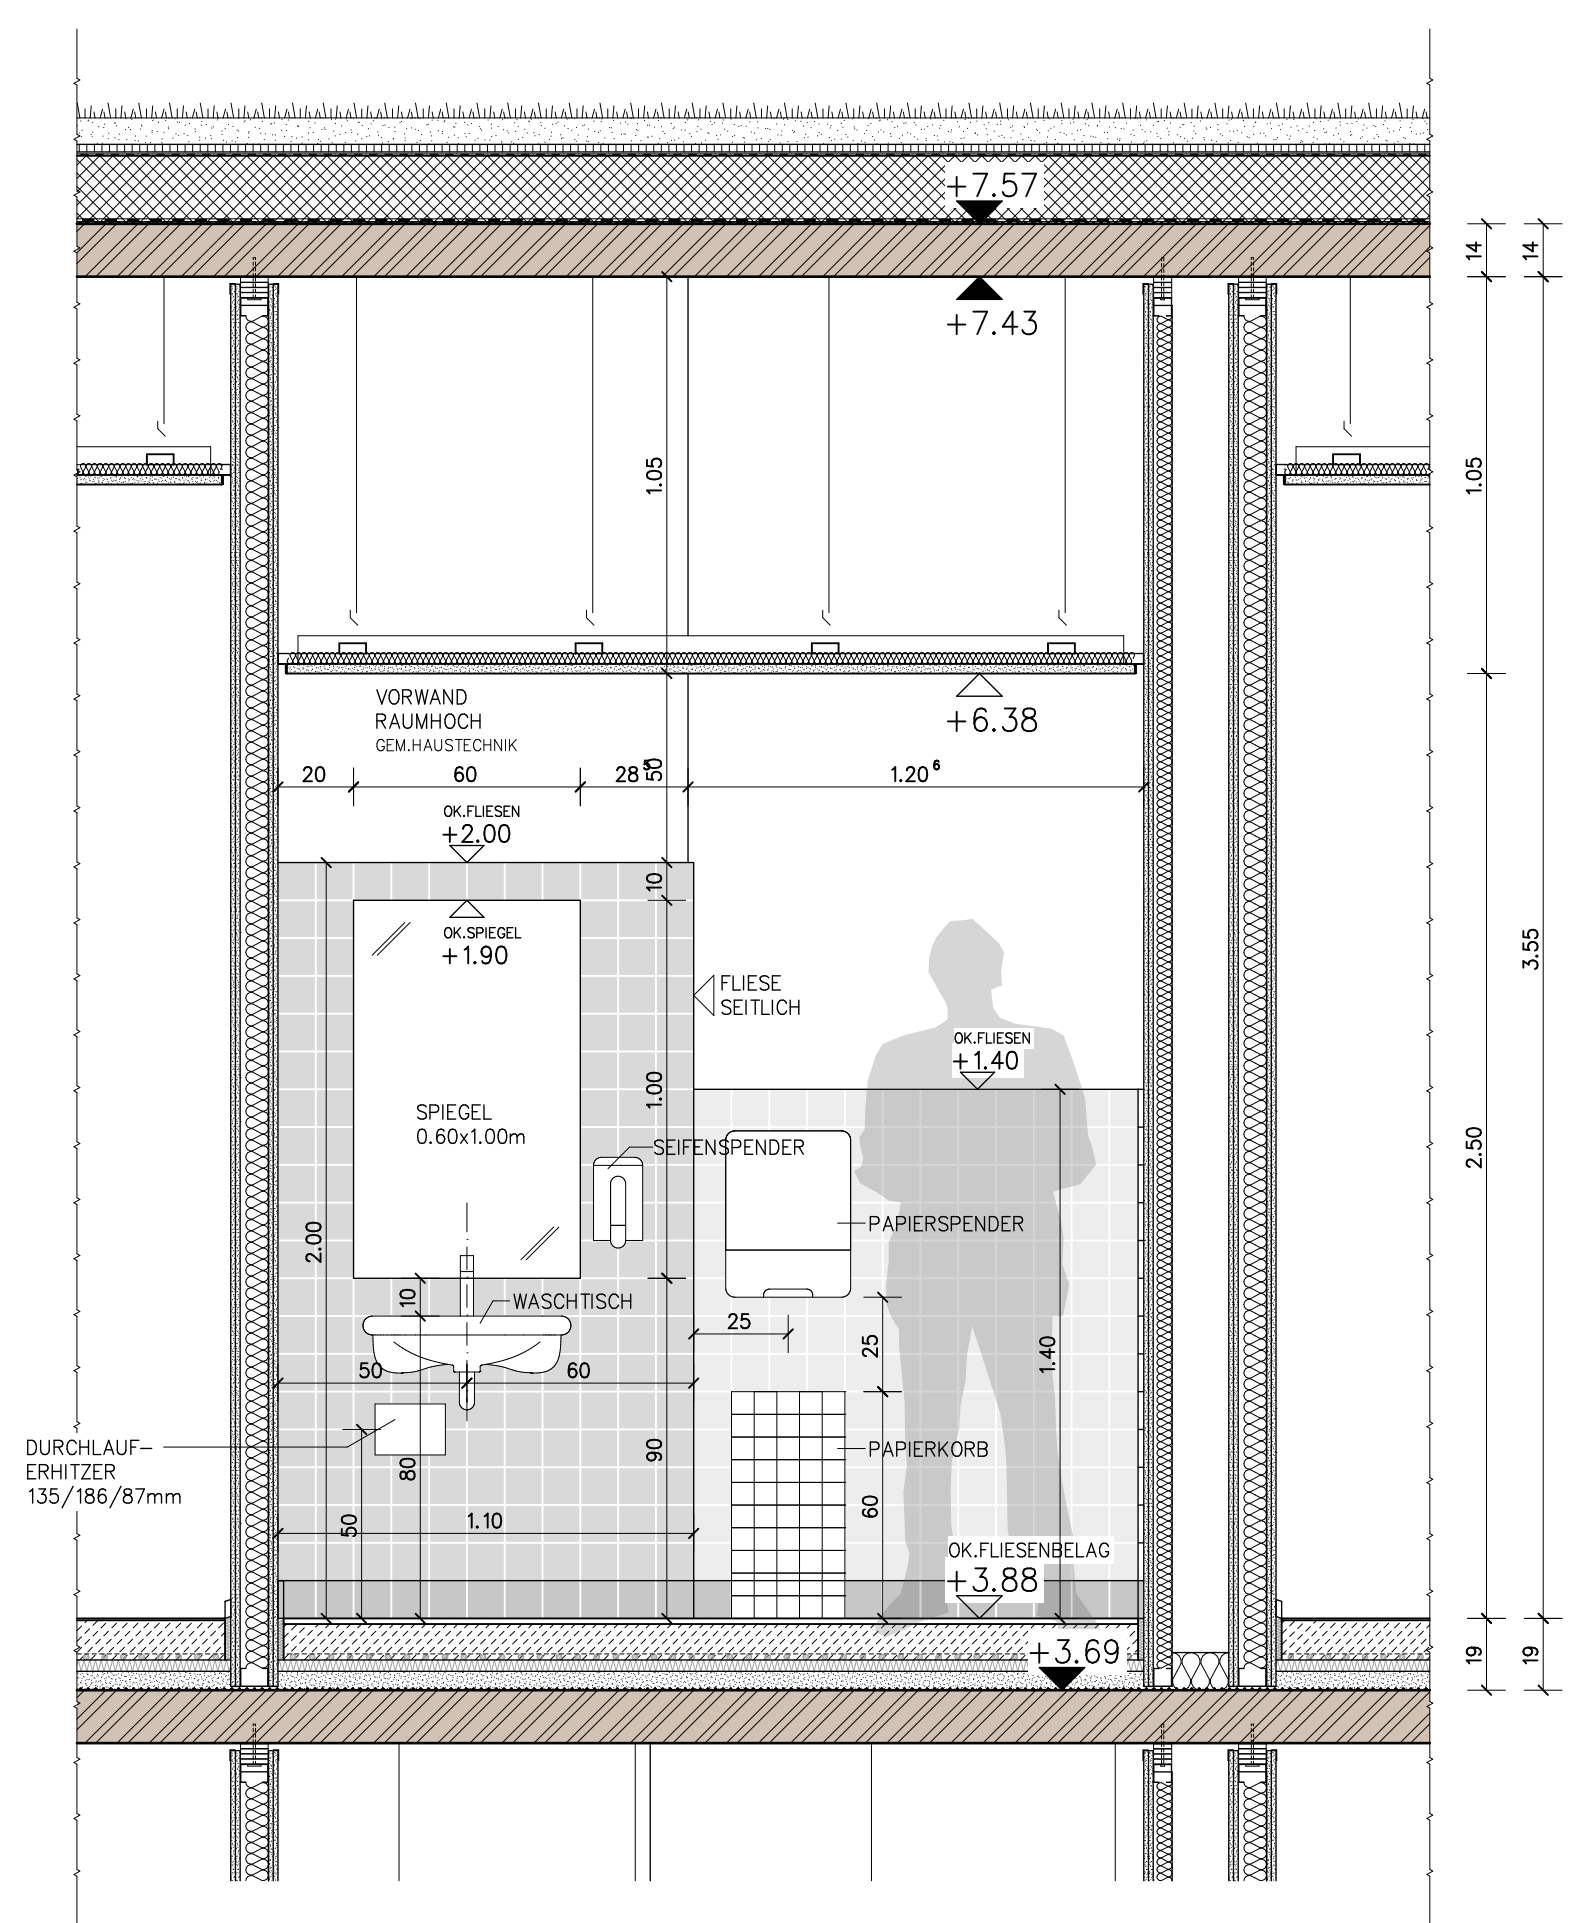 +7.57
14
14
+7.43
1.05
1.05
VORWAND
RAUMHOCH
GEM.HAUSTECHNIK
+6.38
20
60
28⁵
50
1.20⁶
OK.FLIESEN
+2.00
10
OK.SPIEGEL
+1.90
3.55
FLIESE
SEITLICH
OK.FLIESEN
+1.40
1.00
SPIEGEL
0.60x1.00m
SEIFENSPENDER
2.50
PAPIERSPENDER
2.00
10
WASCHTISCH
25
25
1.40
50
60
DURCHLAUF-
ERHITZER
135/186/87mm
80
90
PAPIERKORB
60
50
1.10
OK.FLIESENBELAG
+3.88
+3.69
19
19